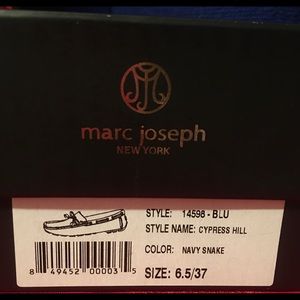 marc joseph
NEW YORK
STYLE: 14598 - BLU
STYLE NAME: CYPRESS HILL
COLOR: NAVY SNAKE
SIZE: 6.5/37
8 49452 00003 5